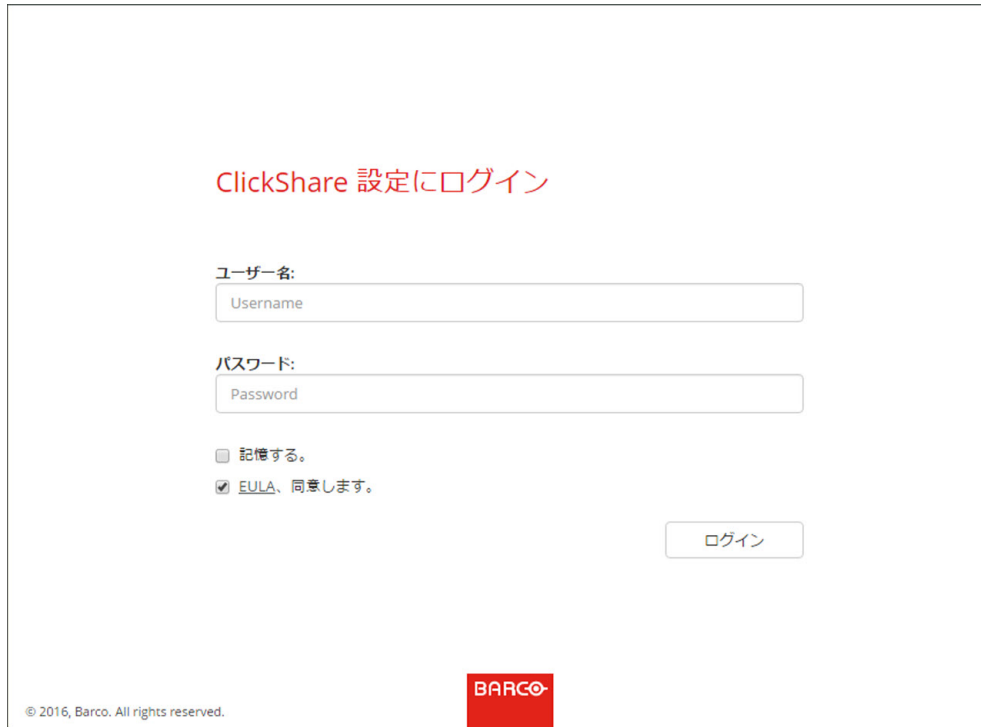 ClickShare 設定にログイン
ユーザー名:
Username
パスワード:
Password
記憶する。
EULA、同意します。
ログイン
BARCO
© 2016, Barco. All rights reserved.